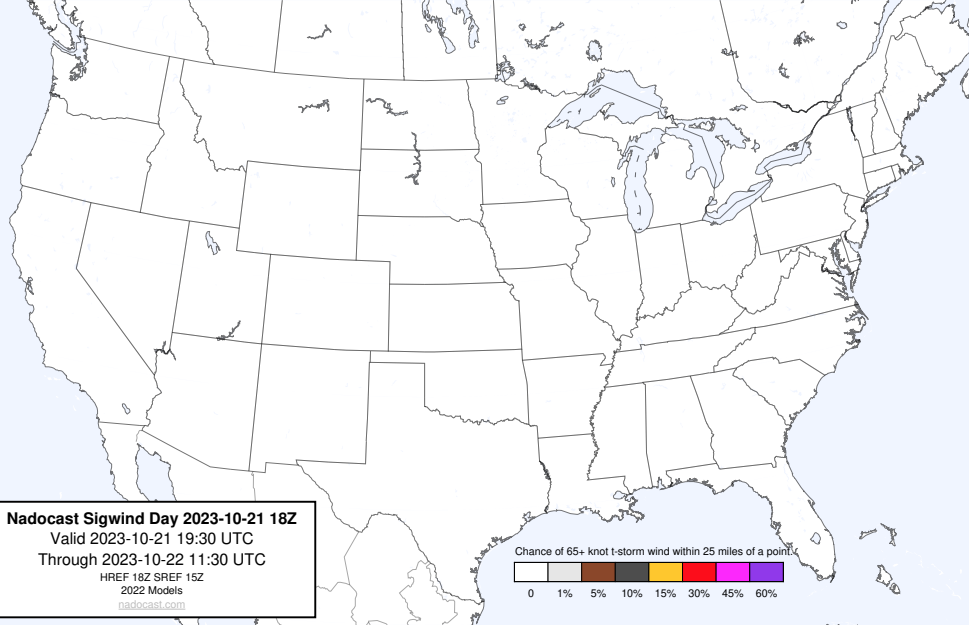 Nadocast Sigwind Day 2023-10-21 18Z
Valid 2023-10-21 19:30 UTC
Through 2023-10-22 11:30 UTC
HREF 18Z SREF 15Z
2022 Models
nadocast.com
Chance of 65+ knot t-storm wind within 25 miles of a point.
0 1% 5% 10% 15% 30% 45% 60%